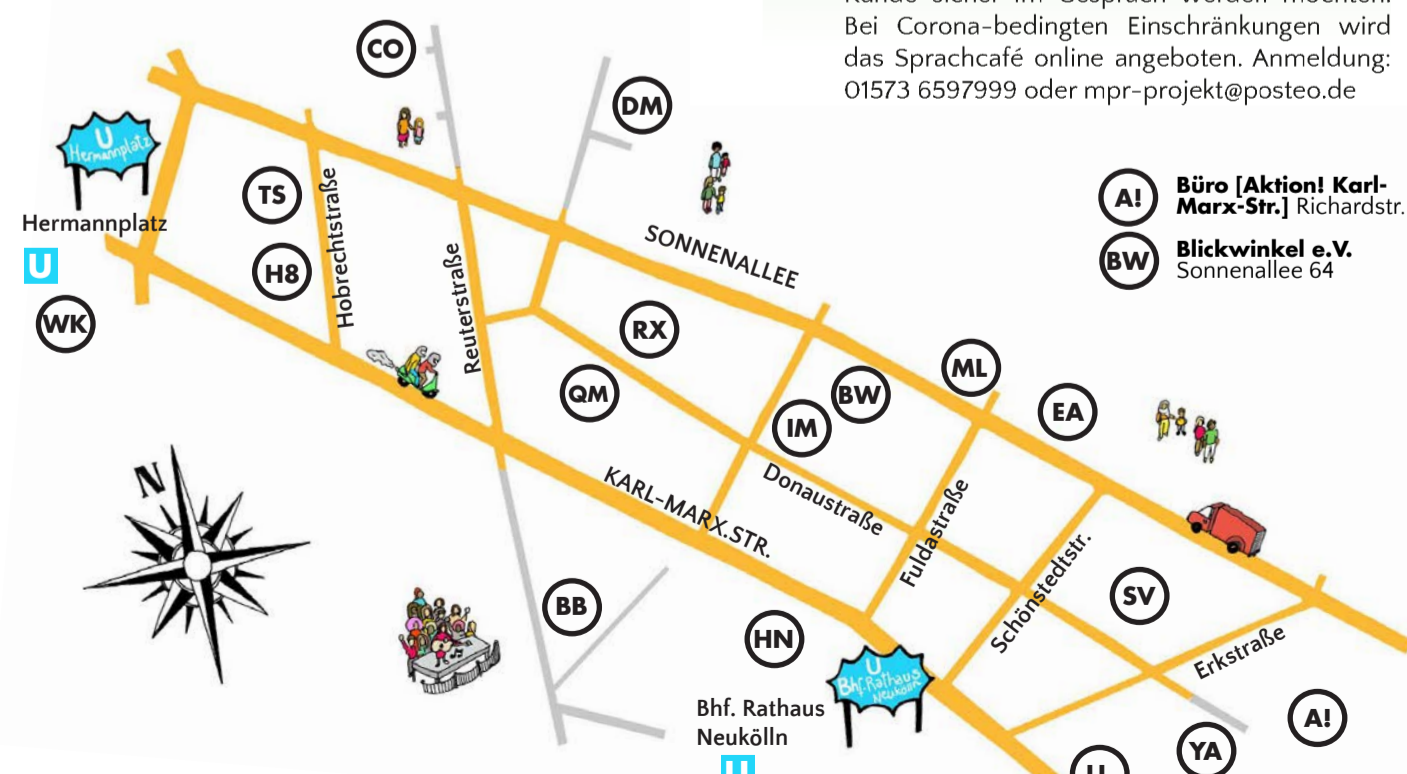 Bei Corona-bedingten Einschränkungen wird
das Sprachcafé online angeboten. Anmeldung:
01573 6597999 oder mpr-projekt@posteo.de
CO
DM
U
Hermannplatz
TS
Hobrechtstraße
Hermannplatz
U
H8
WK
Reuterstraße
SONNENALLEE
A!
Büro [Aktion! Karl-
Marx-Str.] Richardstr.
BW
Blickwinkel e.V.
Sonnenallee 64
RX
QM
ML
BW
IM
EA
N
KARL-MARX.STR.
Donaustraße
Fuldastraße
Schönstedtstr.
SV
BB
HN
Erkstraße
U
Bhf. Rathaus
Neukölln
Bhf. Rathaus
Neukölln
U
A!
YA